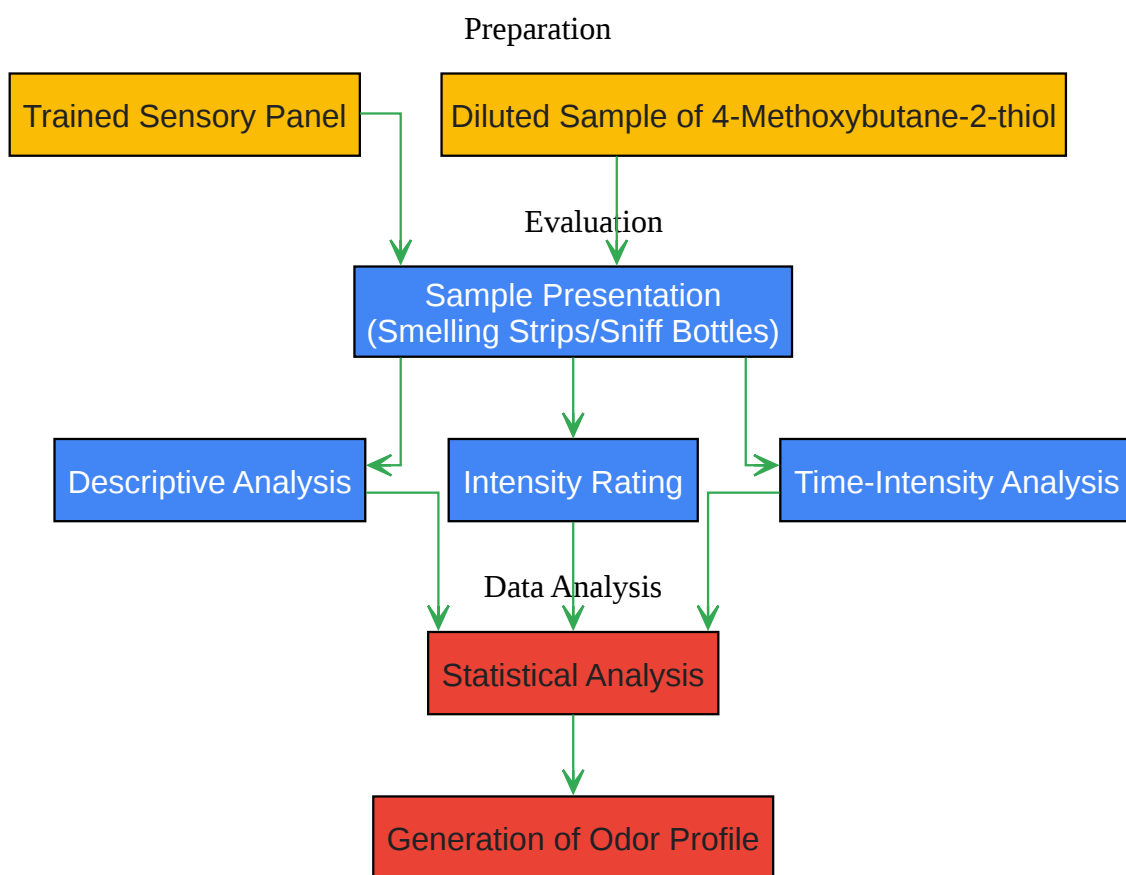 Preparation
Trained Sensory Panel
Diluted Sample of 4-Methoxybutane-2-thiol
Evaluation
Sample Presentation
(Smelling Strips/Sniff Bottles)
Descriptive Analysis
Intensity Rating
Time-Intensity Analysis
Data Analysis
Statistical Analysis
Generation of Odor Profile